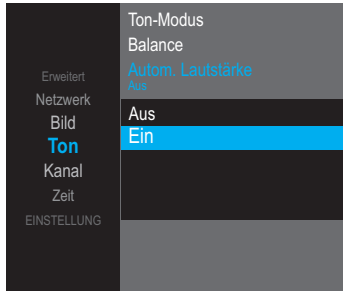 Erweitert
Netzwerk
Bild
Ton
Kanal
Zeit
EINSTELLUNG
Ton-Modus
Balance
Autom. Lautstärke
Aus
Aus
Ein